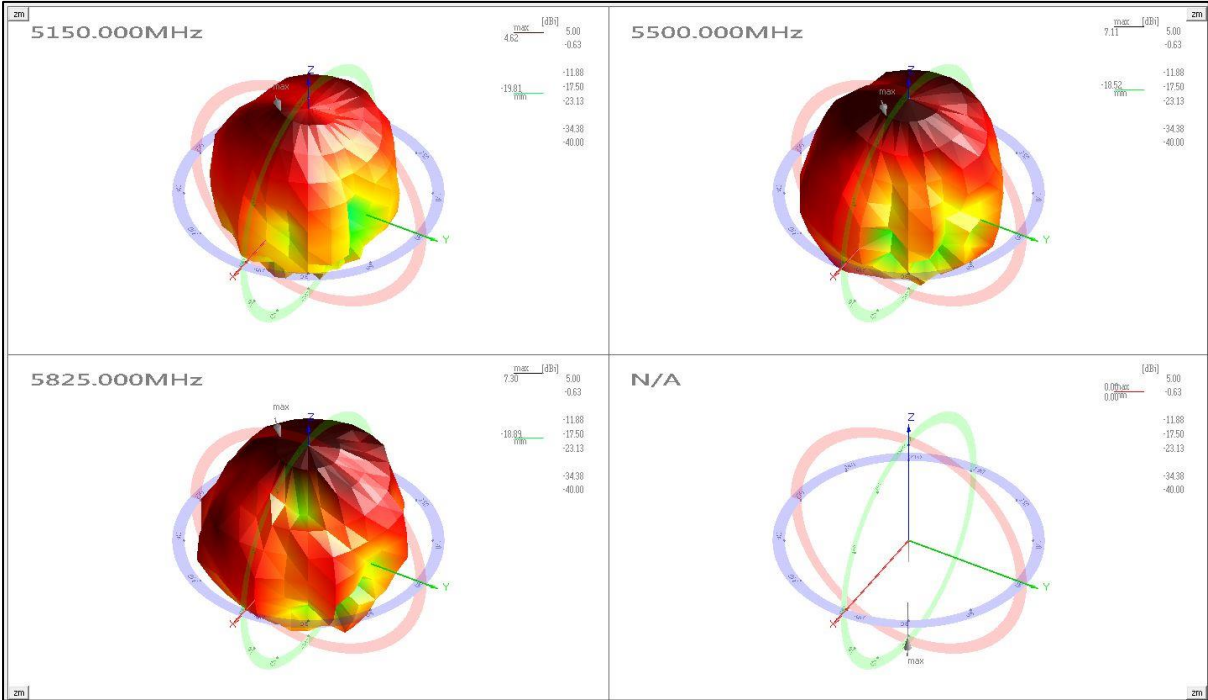 zm
zm
5150.000MHz
max [dBi]
4.62
5.00
-0.63
-11.88
-17.50
-23.13
-34.38
-40.00
-19.81
min
max
Z
X
Y
5500.000MHz
max [dBi]
7.11
5.00
-0.63
-11.88
-17.50
-23.13
-34.38
-40.00
-18.52
min
max
Z
X
Y
5825.000MHz
max [dBi]
7.30
5.00
-0.63
-11.88
-17.50
-23.13
-34.38
-40.00
-18.89
min
max
Z
X
Y
N/A
[dBi]
0.00 max
0.00 min
5.00
-0.63
-11.88
-17.50
-23.13
-34.38
-40.00
Z
X
Y
max
zm
zm